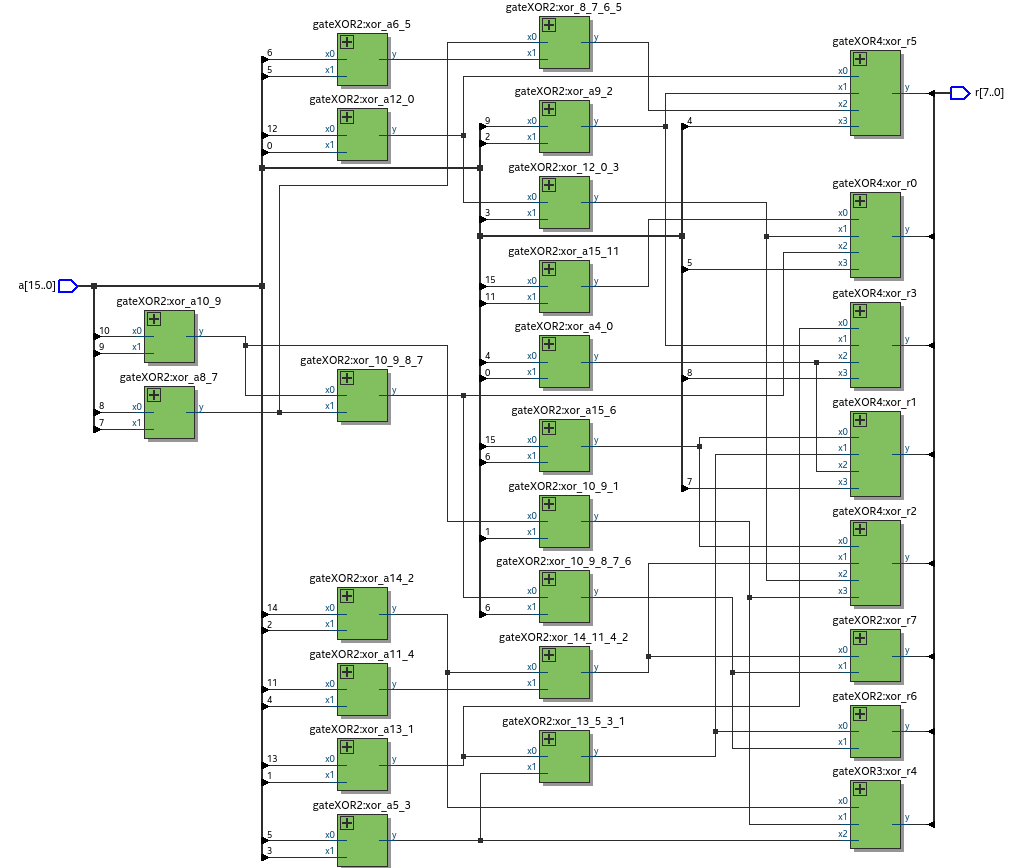 gateXOR2:xor_8_7_6_5
x0
x1
y
gateXOR2:xor_a6_5
6
5
x0
x1
y
gateXOR4:xor_r5
x0
x1
x2
x3
4
y
r[7..0]
gateXOR2:xor_a9_2
9
2
x0
x1
y
gateXOR2:xor_a12_0
12
0
x0
x1
y
gateXOR2:xor_12_0_3
3
x0
x1
y
gateXOR4:xor_r0
x0
x1
x2
x3
5
y
gateXOR2:xor_a15_11
15
11
x0
x1
y
a[15..0]
gateXOR2:xor_a10_9
10
9
x0
x1
y
gateXOR4:xor_r3
x0
x1
x2
x3
8
y
gateXOR2:xor_a4_0
4
0
x0
x1
y
gateXOR2:xor_10_9_8_7
x0
x1
y
gateXOR2:xor_a8_7
8
7
x0
x1
y
gateXOR4:xor_r1
x0
x1
x2
x3
7
y
gateXOR2:xor_a15_6
15
6
x0
x1
y
gateXOR2:xor_10_9_1
1
x0
x1
y
gateXOR4:xor_r2
x0
x1
x2
x3
y
gateXOR2:xor_10_9_8_7_6
6
x0
x1
y
gateXOR2:xor_a14_2
14
2
x0
x1
y
gateXOR2:xor_r7
x0
x1
y
gateXOR2:xor_14_11_4_2
x0
x1
y
gateXOR2:xor_a11_4
11
4
x0
x1
y
gateXOR2:xor_r6
x0
x1
y
gateXOR2:xor_13_5_3_1
x0
x1
y
gateXOR2:xor_a13_1
13
1
x0
x1
y
gateXOR3:xor_r4
x0
x1
x2
y
gateXOR2:xor_a5_3
5
3
x0
x1
y